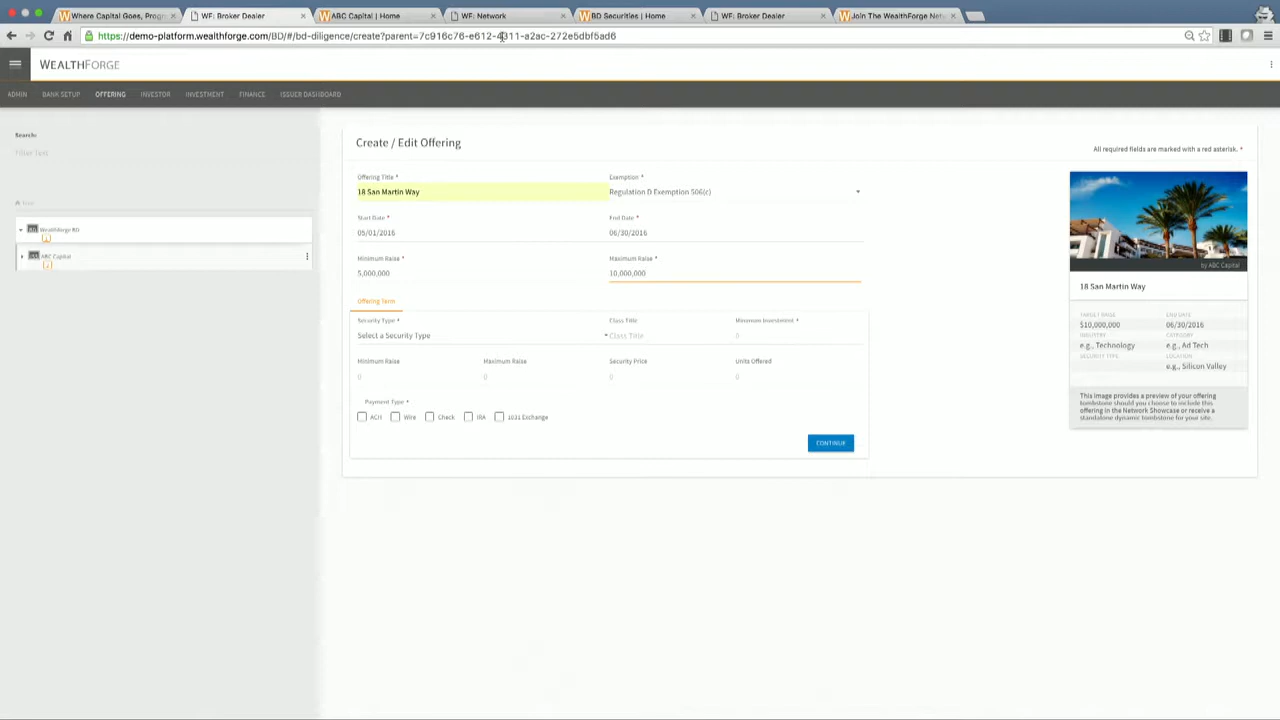 Where Capital Goes, Progr
WF: Broker Dealer
ABC Capital | Home
WF: Network
BD Securities | Home
WF: Broker Dealer
Join The WealthForge Netw
https://demo-platform.wealthforge.com/BD/#/bd-diligence/create?parent=7c916c76-e612-4311-a2ac-272e5dbf5ad6
WEALTHFORGE
ADMIN BANK SETUP OFFERING INVESTOR INVESTMENT FINANCE ISSUER DASHBOARD
Search:
Filter Text
WealthForge BD
ABC Capital
Create / Edit Offering
All required fields are marked with a red asterisk. *
Offering Title * Exemption *
18 San Martin Way Regulation D Exemption 506(c)
Start Date * End Date *
05/01/2016 06/30/2016
Minimum Raise * Maximum Raise *
5,000,000 10,000,000
Offering Term
Security Type * Class Title Minimum Investment *
Select a Security Type Class Title 0
Minimum Raise Maximum Raise Security Price Units Offered
0 0 0 0
Payment Type *
ACH Wire Check IRA 1031 Exchange
CONTINUE
by ABC Capital
18 San Martin Way
TARGET RAISE END DATE
$10,000,000 06/30/2016
INDUSTRY CATEGORY
e.g., Technology e.g., Ad Tech
SECURITY TYPE LOCATION
e.g., Silicon Valley
This image provides a preview of your offering
tombstone should you choose to include this
offering in the Network Showcase or receive a
standalone dynamic tombstone for your site.